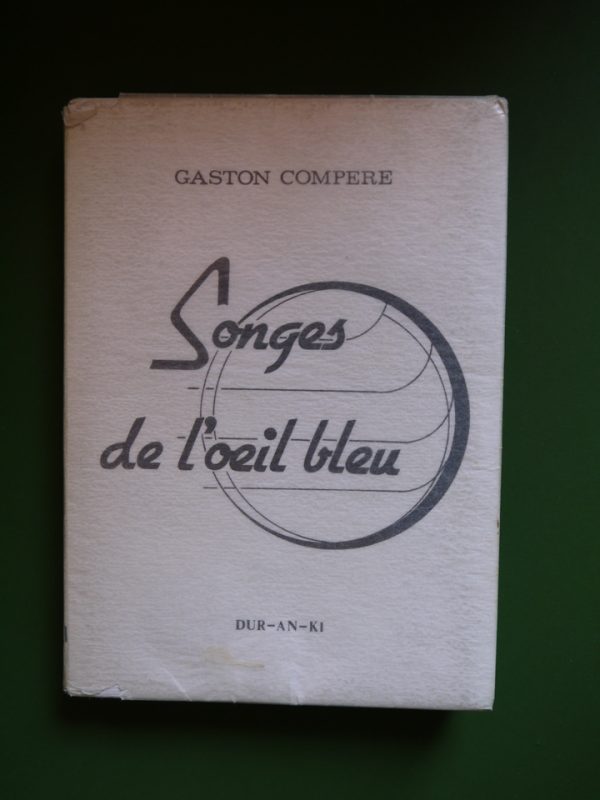 GASTON COMPERE
Songes
de l'oeil bleu
DUR-AN-KI